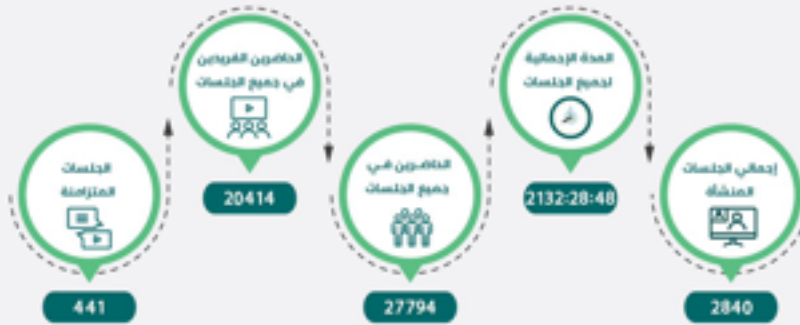 إجمالي الجلسات
المنشأة
2840
المدة الإجمالية
لجميع الجلسات
2132:28:48
الحاضرين في
جميع الجلسات
27794
الحاضرين الفريدين
في جميع الجلسات
20414
الجلسات
المتزامنة
441